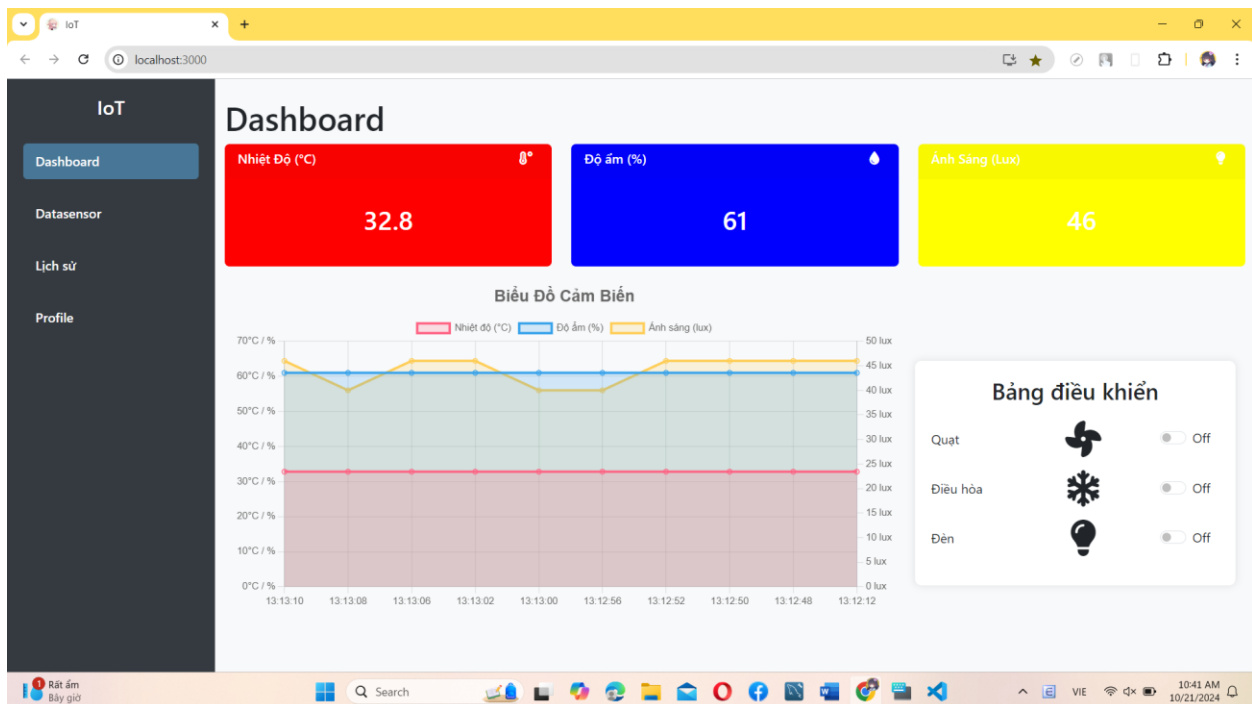 IoT
localhost:3000
IoT
Dashboard
Datasensor
Lịch sử
Profile
Dashboard
Nhiệt Độ (°C)
32.8
Độ ẩm (%)
61
Ánh Sáng (Lux)
46
Biểu Đồ Cảm Biến
Nhiệt độ (°C) Độ ẩm (%) Ánh sáng (lux)
70°C / %
60°C / %
50°C / %
40°C / %
30°C / %
20°C / %
10°C / %
0°C / %
50 lux
45 lux
40 lux
35 lux
30 lux
25 lux
20 lux
15 lux
10 lux
5 lux
0 lux
13:13:10 13:13:08 13:13:06 13:13:02 13:13:00 13:12:56 13:12:52 13:12:50 13:12:48 13:12:12
Bảng điều khiển
Quạt Off
Điều hòa Off
Đèn Off
1
Rất ấm
Bây giờ
Search
VIE
10:41 AM
10/21/2024